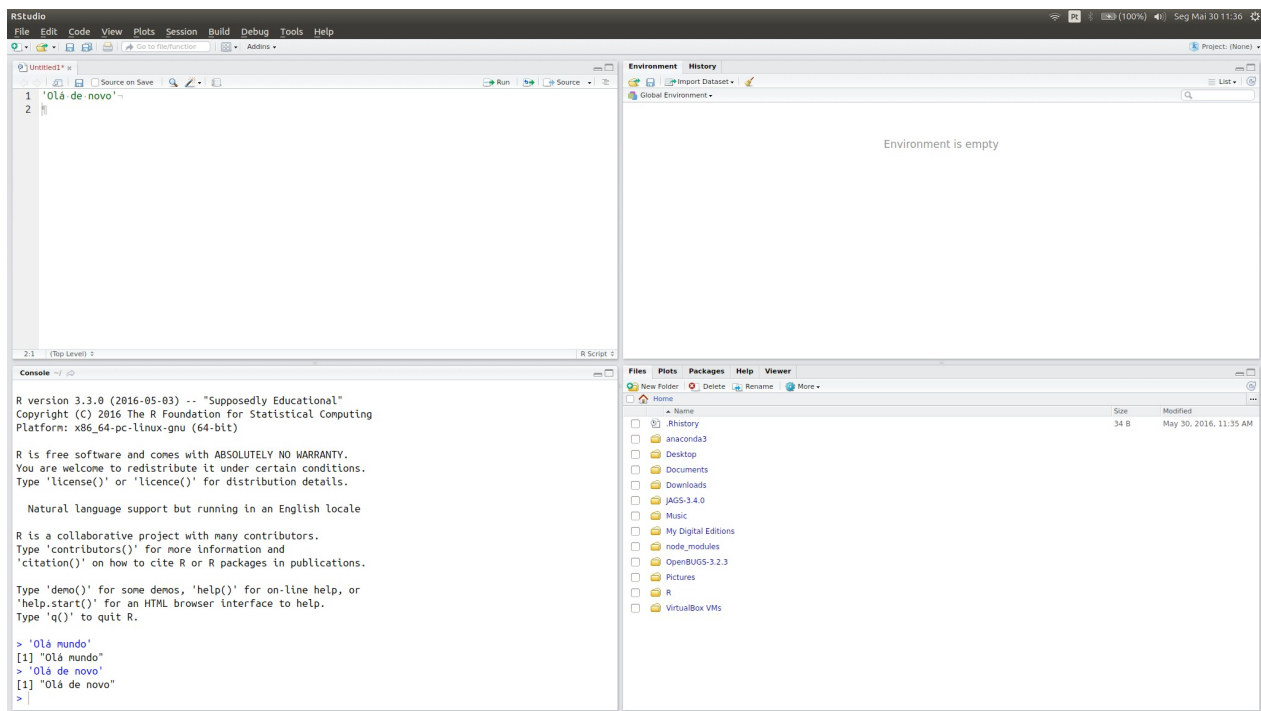 RStudio
Pt (100%) Seg Mai 30 11:36
File Edit Code View Plots Session Build Debug Tools Help
Go to file/function Addins
Project: (None)
Untitled1*
Source on Save Run Source
1 'Olá de novo'
2
2:1 (Top Level) R Script
Environment History
Import Dataset List
Global Environment
Environment is empty
Console ~/
R version 3.3.0 (2016-05-03) -- "Supposedly Educational"
Copyright (C) 2016 The R Foundation for Statistical Computing
Platform: x86_64-pc-linux-gnu (64-bit)
R is free software and comes with ABSOLUTELY NO WARRANTY.
You are welcome to redistribute it under certain conditions.
Type 'license()' or 'licence()' for distribution details.
Natural language support but running in an English locale
R is a collaborative project with many contributors.
Type 'contributors()' for more information and
'citation()' on how to cite R or R packages in publications.
Type 'demo()' for some demos, 'help()' for on-line help, or
'help.start()' for an HTML browser interface to help.
Type 'q()' to quit R.
> 'Olá mundo'
[1] "Olá mundo"
> 'Olá de novo'
[1] "Olá de novo"
>
Files Plots Packages Help Viewer
New Folder Delete Rename More
Home ...
Name Size Modified
.Rhistory 34 B May 30, 2016, 11:35 AM
anaconda3
Desktop
Documents
Downloads
JAGS-3.4.0
Music
My Digital Editions
node_modules
OpenBUGS-3.2.3
Pictures
R
VirtualBox VMs